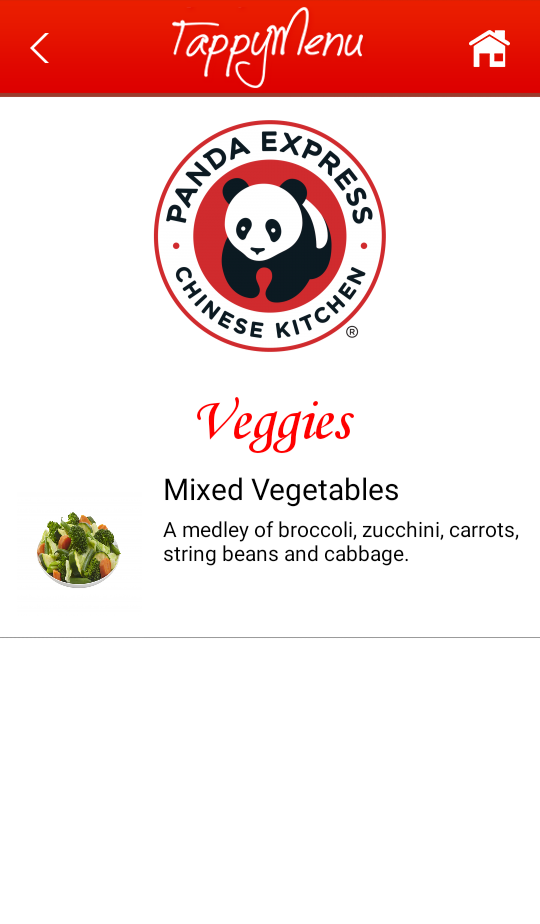 TappyMenu
PANDA EXPRESS
CHINESE KITCHEN
®
Veggies
Mixed Vegetables
A medley of broccoli, zucchini, carrots,
string beans and cabbage.